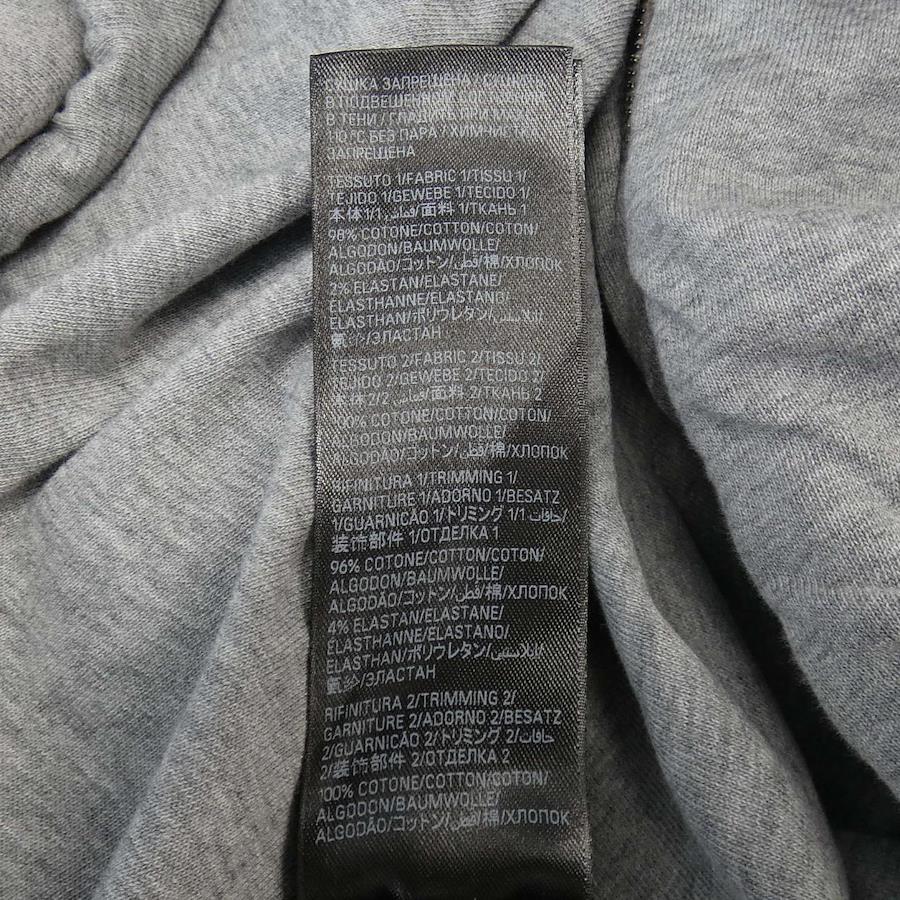 СУШКА ЗАПРЕЩЕНА / СУШИТЬ
В ПОДВЕШЕННОМ СОСТОЯНИИ
В ТЕНИ / ГЛАДИТЬ ПРИ МАХ
110 °C БЕЗ ПАРА / ХИМЧИСТКА
ЗАПРЕЩЕНА
TESSUTO 1/FABRIC 1/TISSU 1/
TEJIDO 1/GEWEBE 1/TECIDO 1/
本体1/1 قماش/面料 1/ТКАНЬ 1
98% COTONE/COTTON/COTON/
ALGODON/BAUMWOLLE/
ALGODÃO/コットン/قطن/棉/ХЛОПОК
2% ELASTAN/ELASTANE/
ELASTHANNE/ELASTANO/
ELASTHAN/ポリウレタン/إيلاستين/
氨纶/ЭЛАСТАН
TESSUTO 2/FABRIC 2/TISSU 2/
TEJIDO 2/GEWEBE 2/TECIDO 2/
本体2/2 قماش/面料 2/ТКАНЬ 2
100% COTONE/COTTON/COTON/
ALGODON/BAUMWOLLE/
ALGODÃO/コットン/قطن/棉/ХЛОПОК
RIFINITURA 1/TRIMMING 1/
GARNITURE 1/ADORNO 1/BESATZ
1/GUARNICÃO 1/トリミング 1/1 حافات/
装饰部件 1/ОТДЕЛКА 1
96% COTONE/COTTON/COTON/
ALGODON/BAUMWOLLE/
ALGODÃO/コットン/قطن/棉/ХЛОПОК
4% ELASTAN/ELASTANE/
ELASTHANNE/ELASTANO/
ELASTHAN/ポリウレタン/إيلاستين/
氨纶/ЭЛАСТАН
RIFINITURA 2/TRIMMING 2/
GARNITURE 2/ADORNO 2/BESATZ
2/GUARNICÃO 2/トリミング 2/حافات
2/装饰部件 2/ОТДЕЛКА 2
100% COTONE/COTTON/COTON/
ALGODON/BAUMWOLLE/
ALGODÃO/コットン/قطن/棉/ХЛОПОК